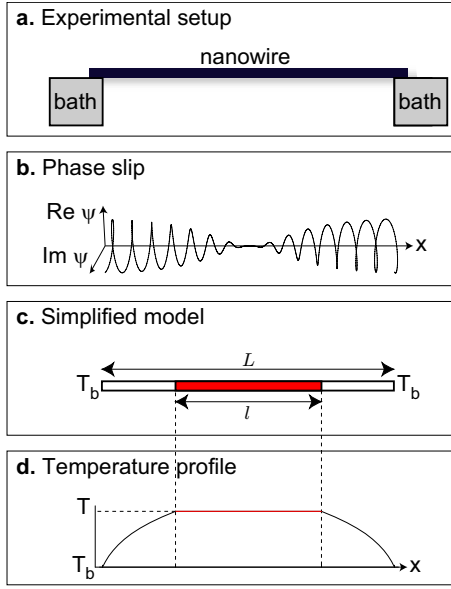 a. Experimental setup
nanowire
bath bath
b. Phase slip
Re ψ
Im ψ
x
c. Simplified model
L
T_b T_b
l
d. Temperature profile
T
T_b
x